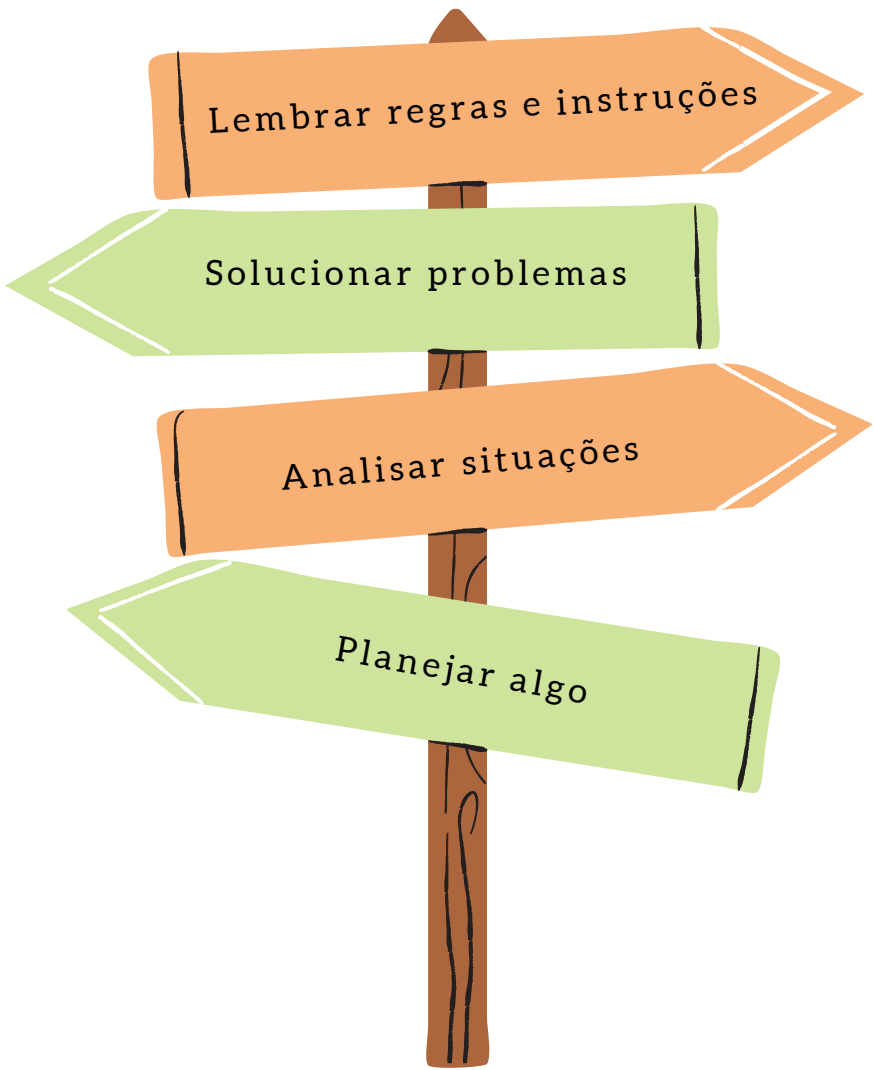 Lembrar regras e instruções
Solucionar problemas
Analisar situações
Planejar algo